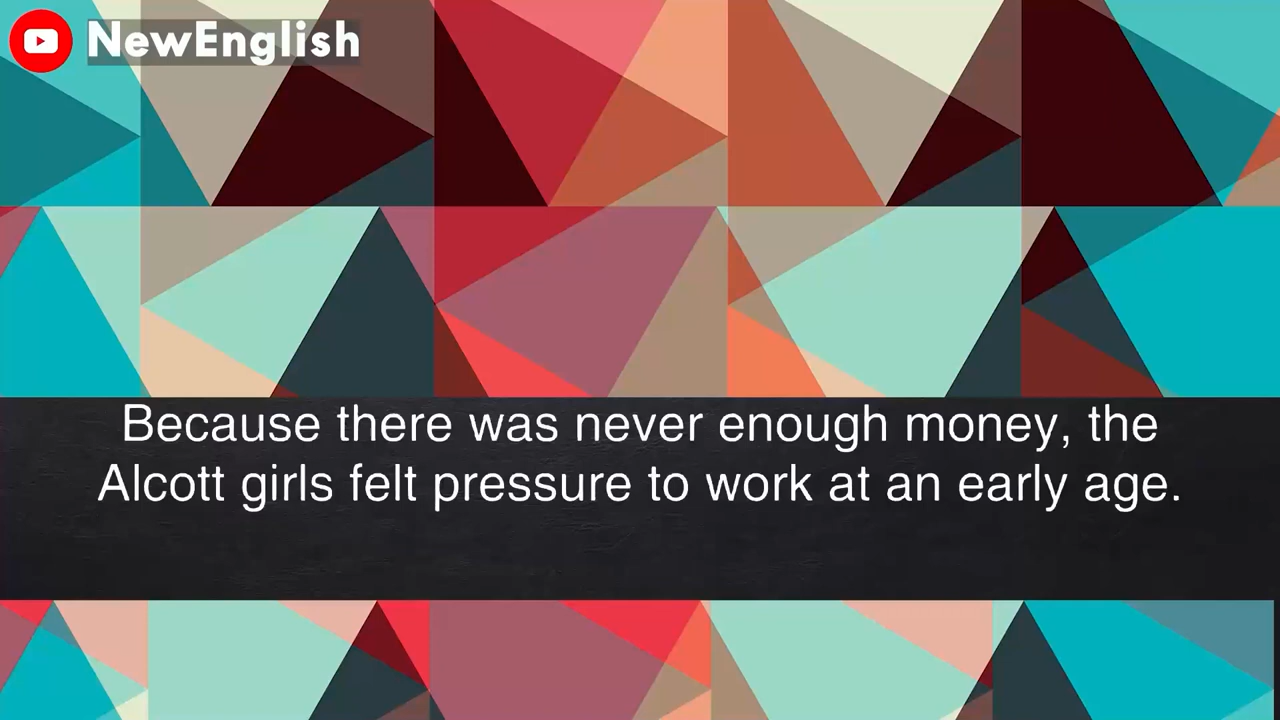 NewEnglish
Because there was never enough money, the
Alcott girls felt pressure to work at an early age.